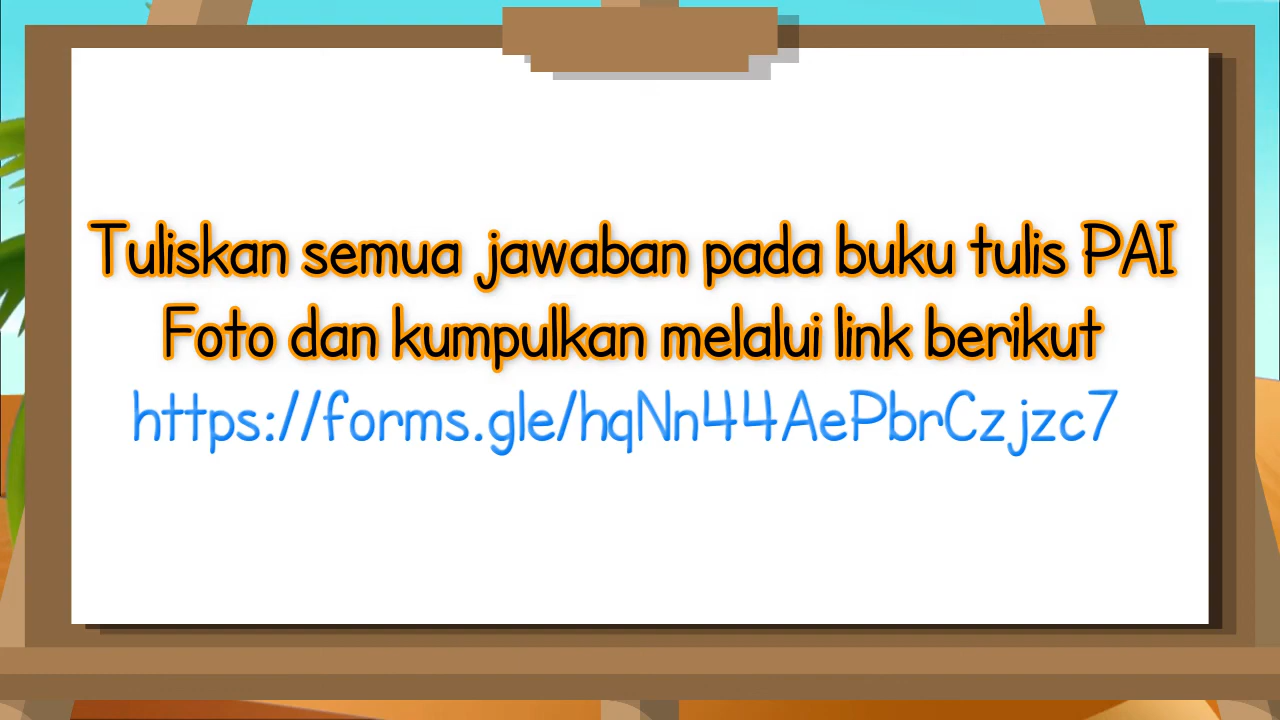 Tuliskan semua jawaban pada buku tulis PAI
Foto dan kumpulkan melalui link berikut
https://forms.gle/hqNn44AePbrCzjzc7